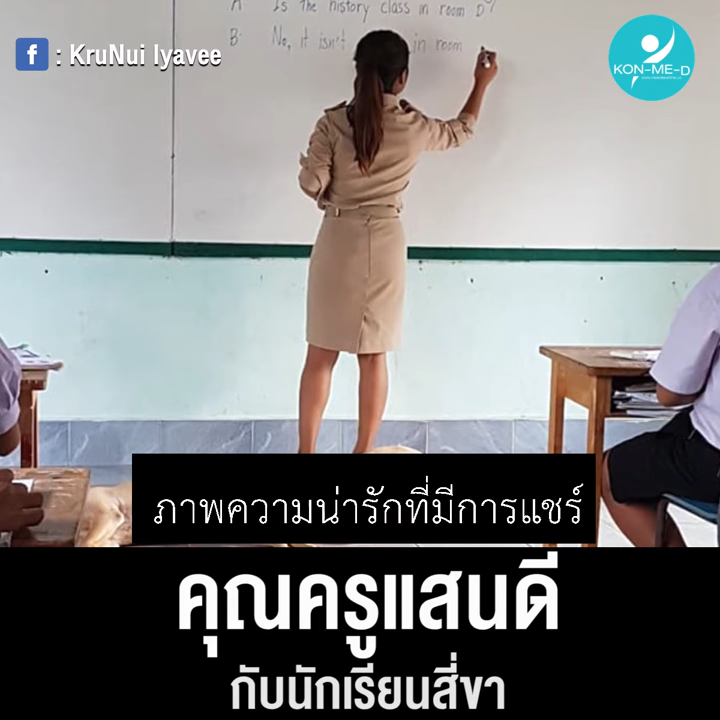 A Is the history class in room D?
f : KruNui Iyavee
B: No, it isn't in room
KON-ME-D
ภาพความน่ารักที่มีการแชร์
คุณครูแสนดี
กับนักเรียนสี่ขา